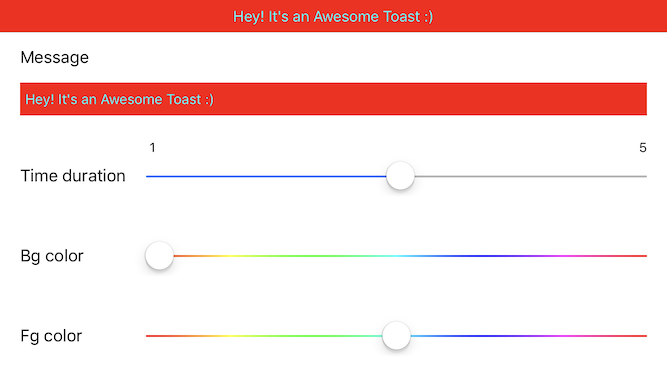 Hey! It's an Awesome Toast :)
Message
Hey! It's an Awesome Toast :)
1 5
Time duration
Bg color
Fg color